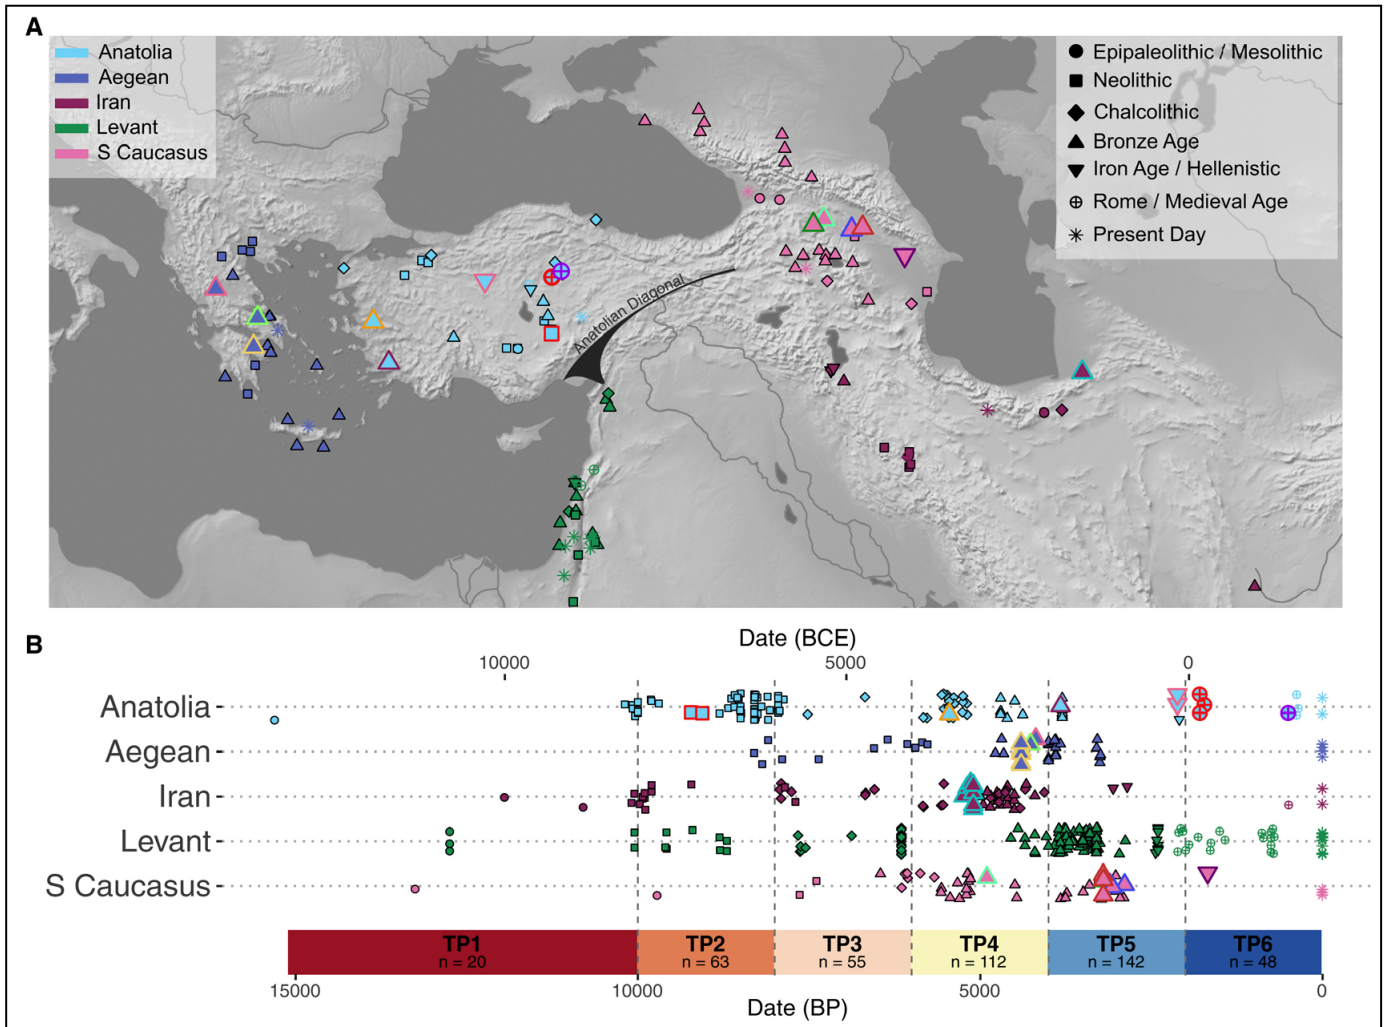 A
Anatolia
Aegean
Iran
Levant
S Caucasus
Epipaleolithic / Mesolithic
Neolithic
Chalcolithic
Bronze Age
Iron Age / Hellenistic
Rome / Medieval Age
Present Day
Anatolian Diagonal
B
Date (BCE)
10000 5000 0
Anatolia
Aegean
Iran
Levant
S Caucasus
TP1 TP2 TP3 TP4 TP5 TP6
n = 20 n = 63 n = 55 n = 112 n = 142 n = 48
15000 10000 5000 0
Date (BP)